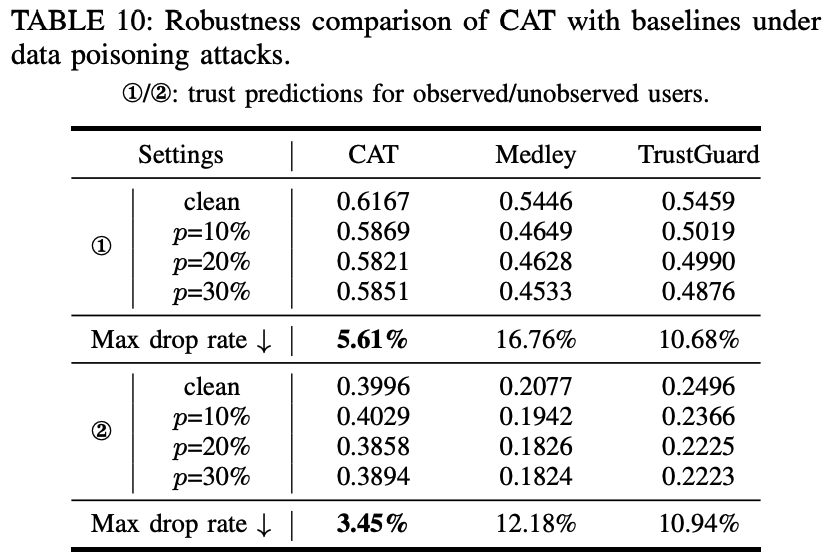 TABLE 10: Robustness comparison of CAT with baselines under
data poisoning attacks.
①/②: trust predictions for observed/unobserved users.
Settings CAT Medley TrustGuard
clean 0.6167 0.5446 0.5459
p=10% 0.5869 0.4649 0.5019
①
p=20% 0.5821 0.4628 0.4990
p=30% 0.5851 0.4533 0.4876
Max drop rate ↓ 5.61% 16.76% 10.68%
clean 0.3996 0.2077 0.2496
p=10% 0.4029 0.1942 0.2366
②
p=20% 0.3858 0.1826 0.2225
p=30% 0.3894 0.1824 0.2223
Max drop rate ↓ 3.45% 12.18% 10.94%